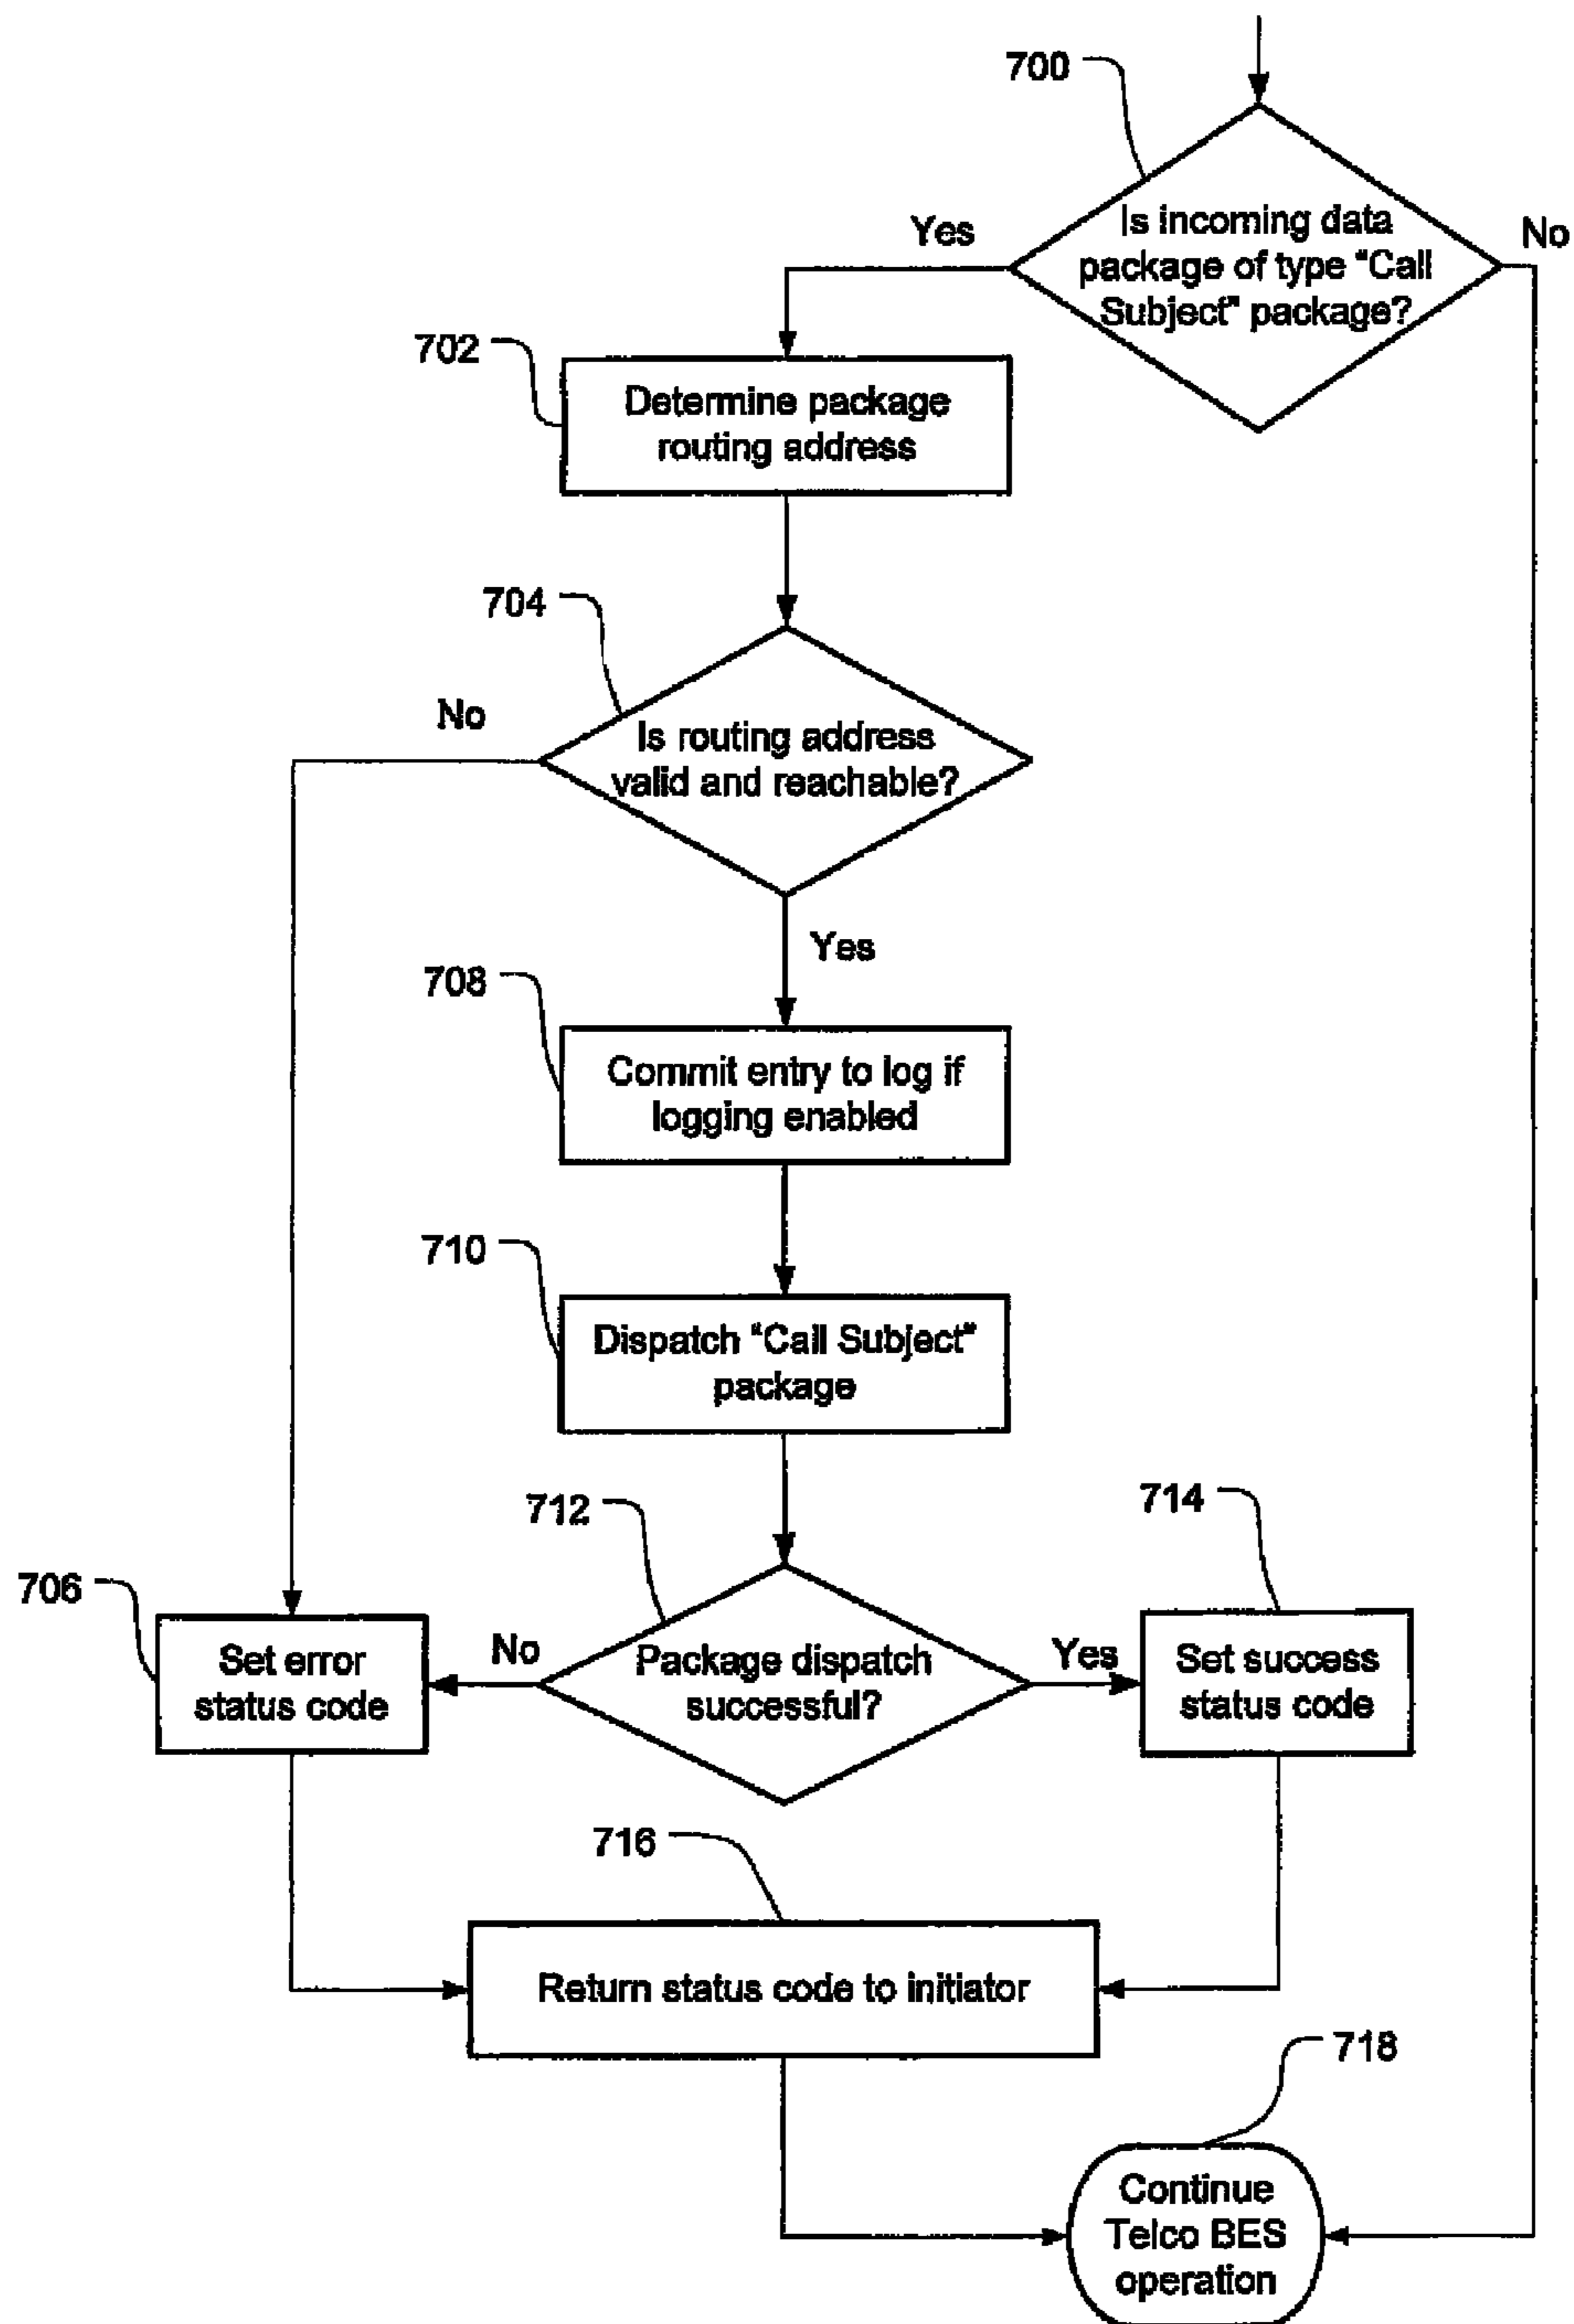 700
Is incoming data
package of type "Call
Subject" package?
Yes
No
702
Determine package
routing address
704
No
Is routing address
valid and reachable?
Yes
708
Commit entry to log if
logging enabled
710
Dispatch "Call Subject"
package
712
714
706
Set error
status code
No
Package dispatch
successful?
Yes
Set success
status code
716
Return status code to initiator
718
Continue
Telco BES
operation